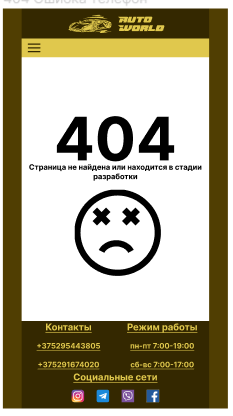 404 Ошибка телефон
AUTO
WORLD
404
Страница не найдена или находится в стадии
разработки
Контакты
Режим работы
+375295443805
пн-пт 7:00-19:00
+375291674020
сб-вс 7:00-17:00
Социальные сети